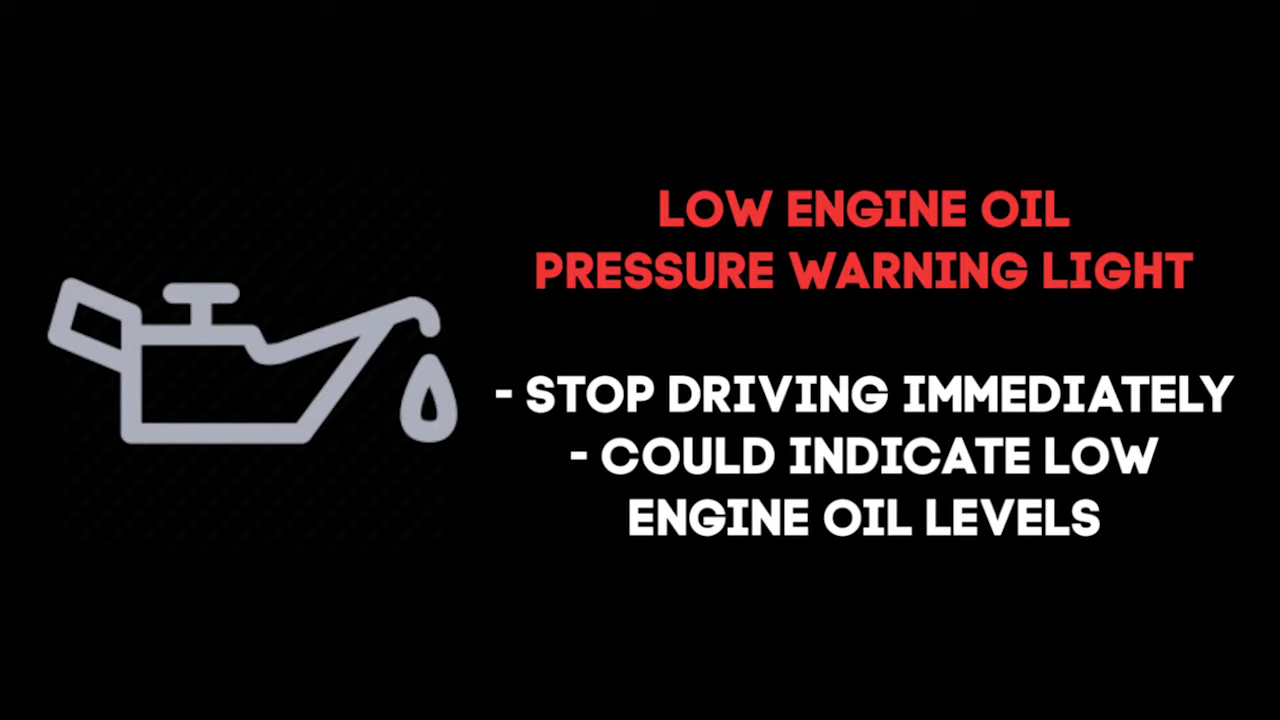 LOW ENGINE OIL
PRESSURE WARNING LIGHT
- STOP DRIVING IMMEDIATELY
- COULD INDICATE LOW
ENGINE OIL LEVELS